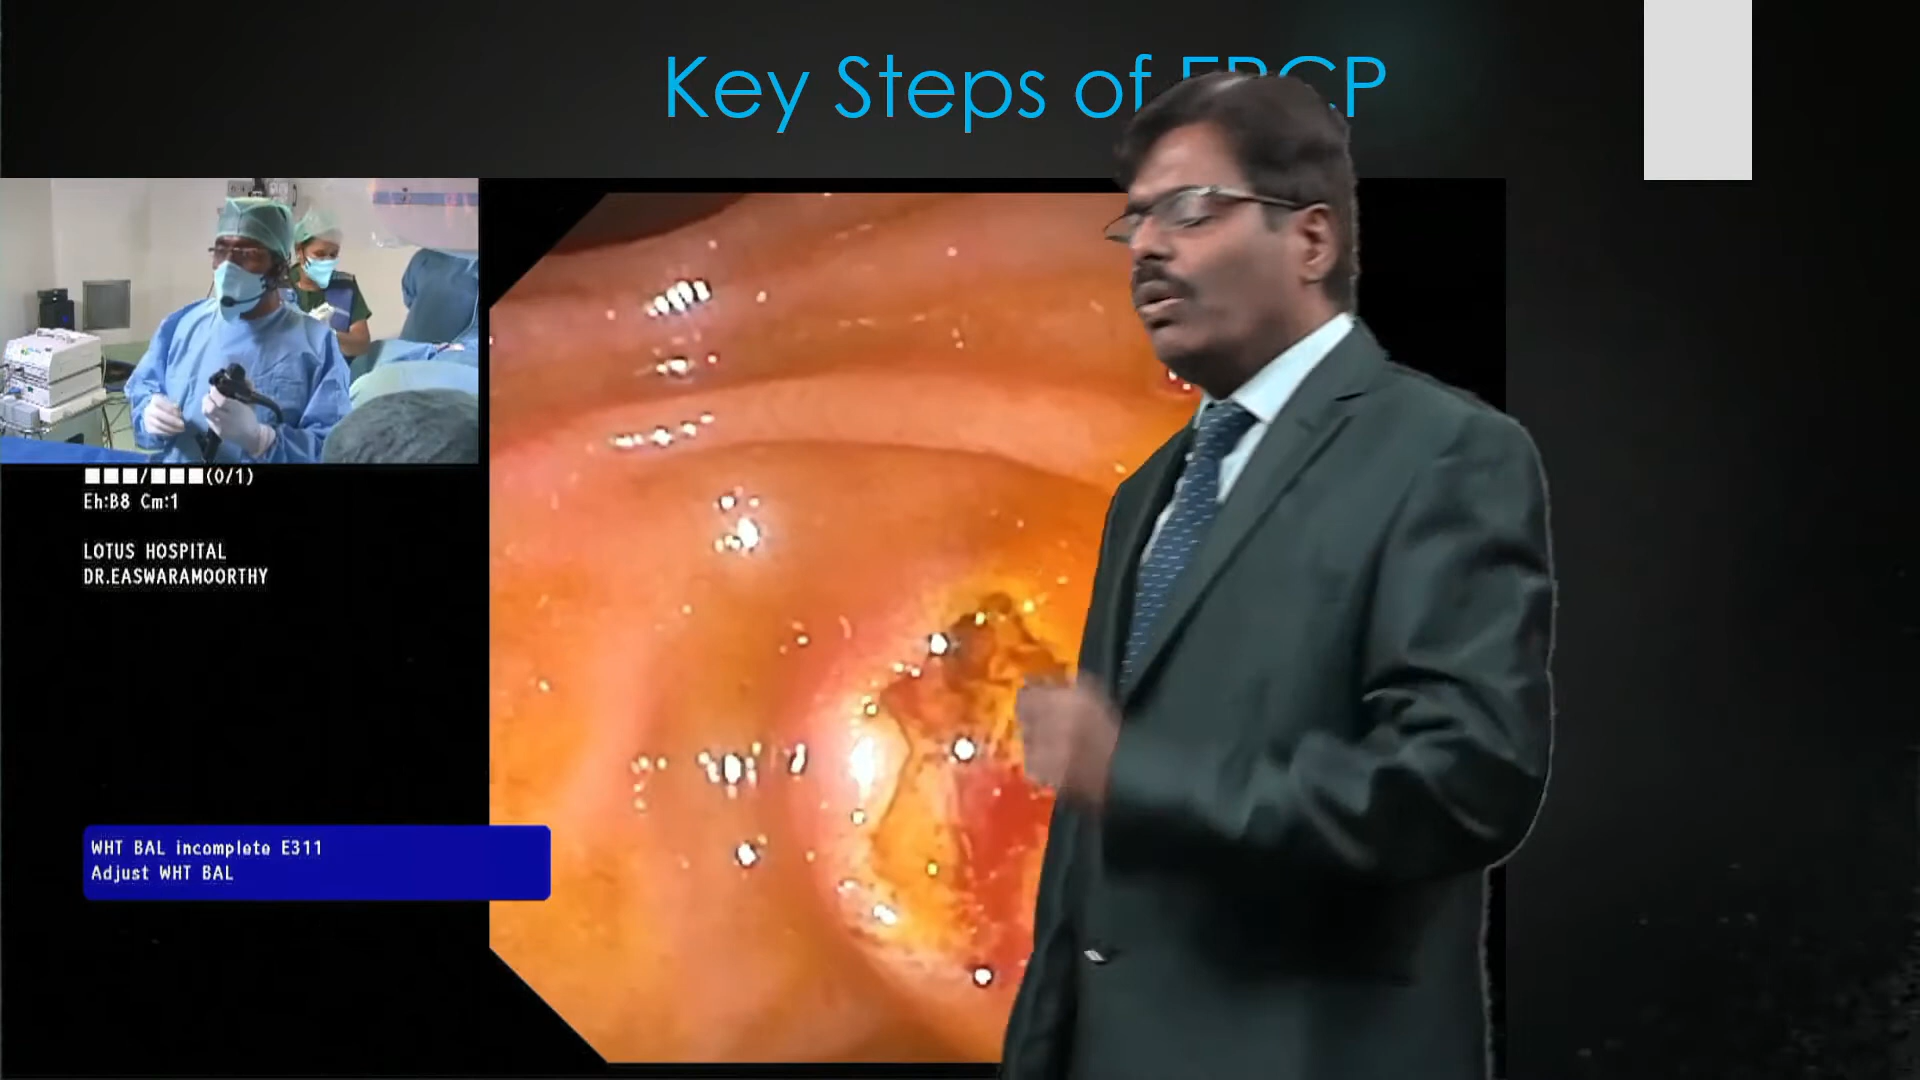 Key Steps of ERCP
■■■/■■■(0/1)
Eh:B8 Cm:1
LOTUS HOSPITAL
DR.EASWARAMOORTHY
WHT BAL incomplete E311
Adjust WHT BAL